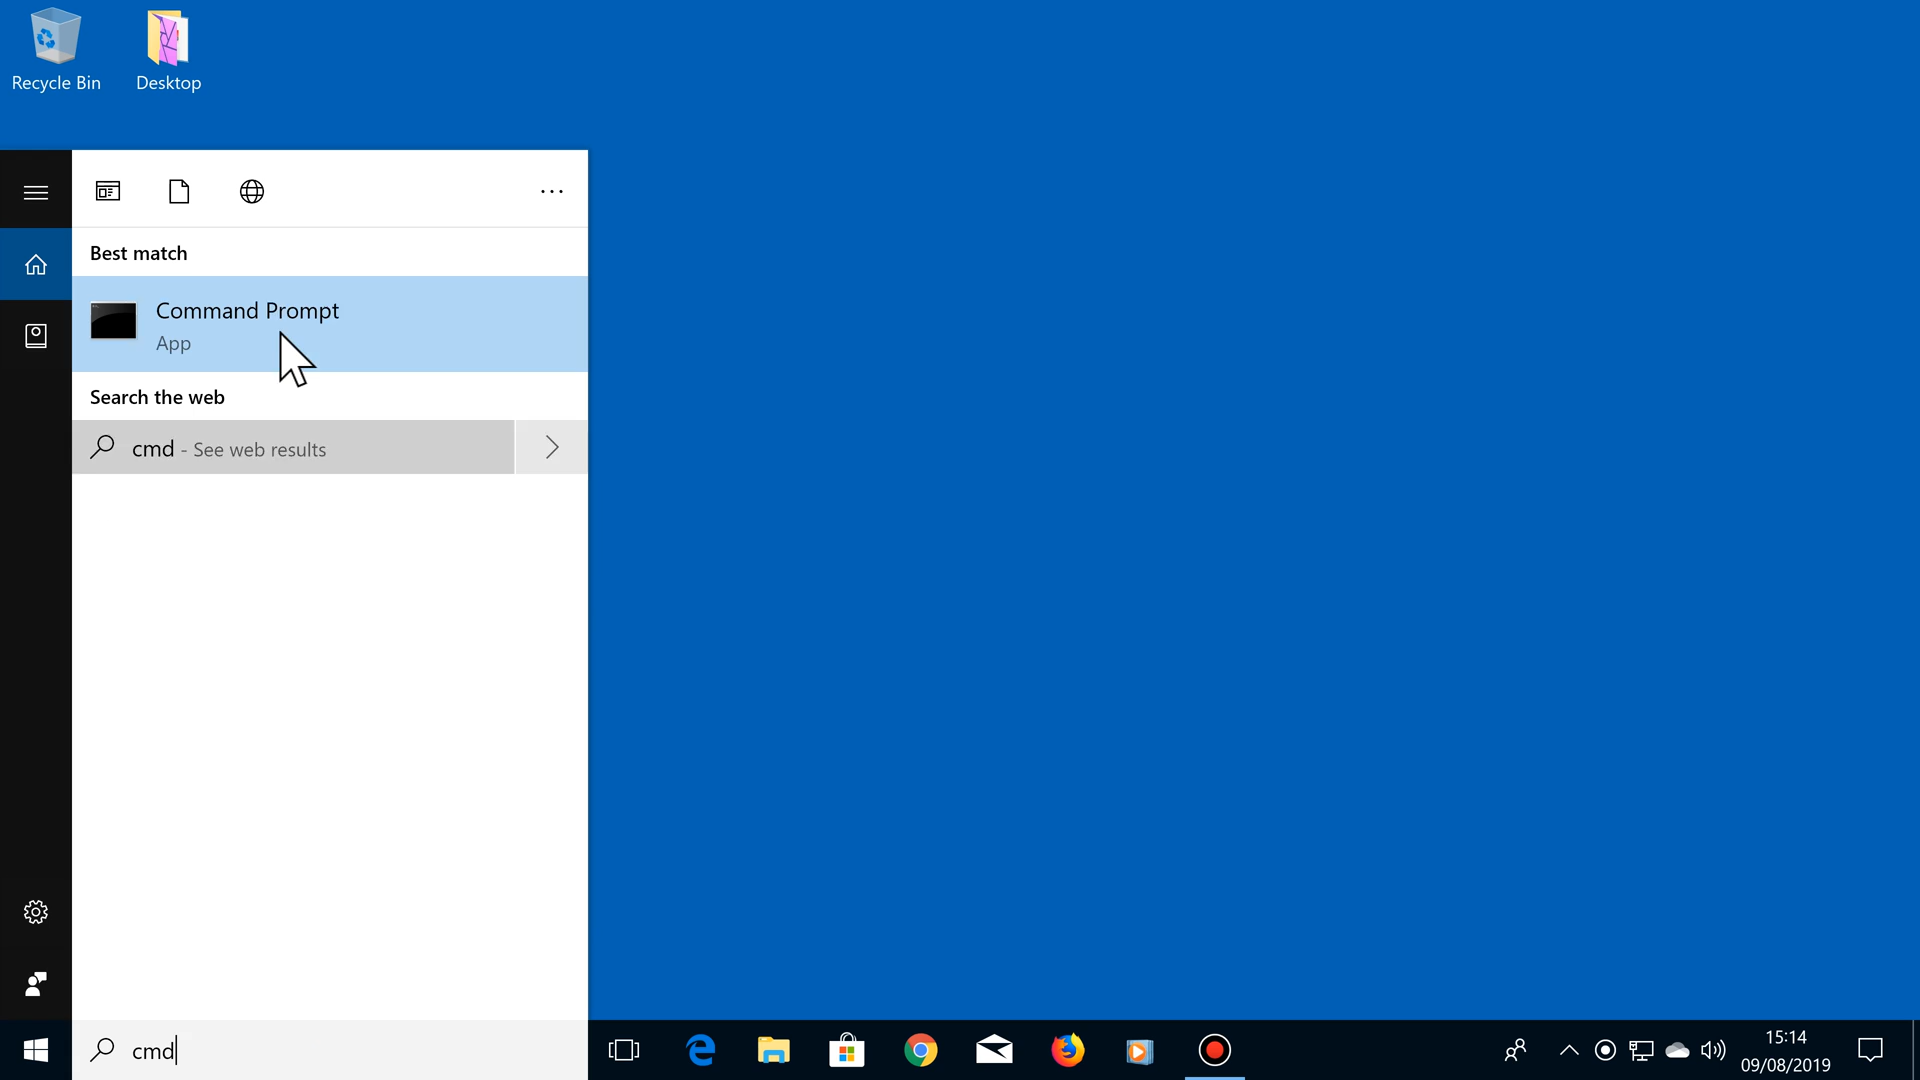 Recycle Bin
Desktop
Best match
Command Prompt
App
Search the web
cmd - See web results
cmd
15:14
09/08/2019